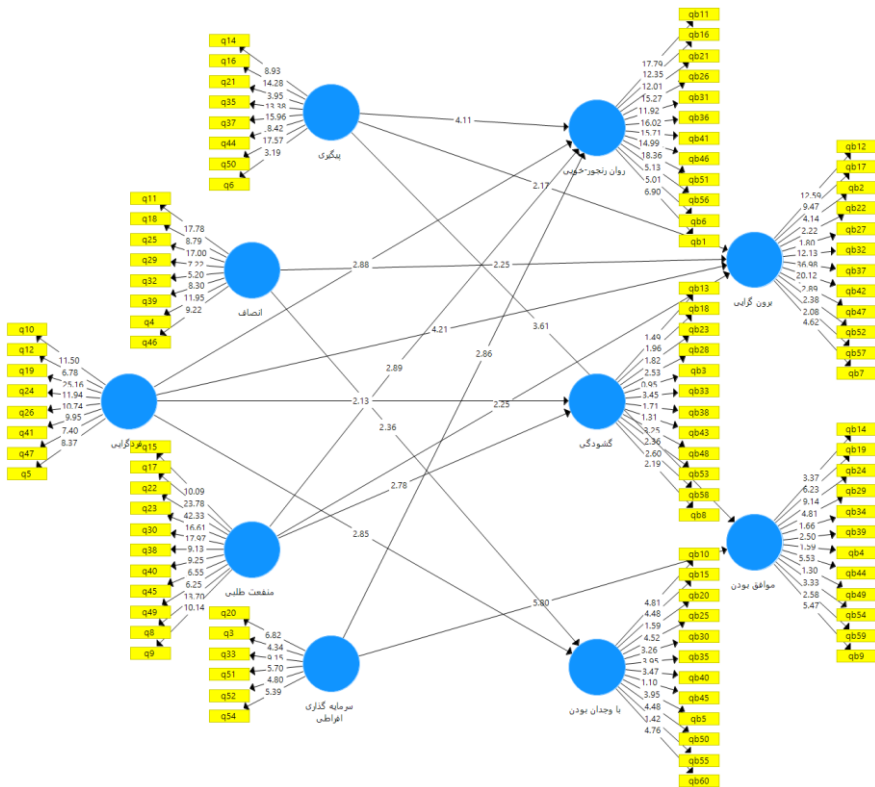 q14
q16
q21
q35
q37
q44
q50
q6
8.93
14.28
3.95
13.38
15.96
8.42
17.57
3.19
پیگیری
q11
q18
q25
q29
q32
q39
q4
q46
17.78
8.79
17.00
7.22
5.20
8.30
11.95
9.22
انصاف
q10
q12
q19
q24
q26
q41
q47
q5
11.50
6.78
25.16
11.94
10.74
9.95
7.40
8.37
فردگرایی
q15
q17
q22
q23
q30
q38
q40
q45
q49
q8
q9
10.09
23.78
42.33
16.61
17.97
9.13
9.25
6.55
6.25
13.70
10.14
منفعت طلبی
q20
q3
q33
q51
q52
q54
6.82
4.34
9.15
5.70
4.80
5.39
سرمایه گذاری
افراطی
4.11
2.17
2.88
2.25
4.21
3.61
2.86
2.89
2.13
2.25
2.36
2.78
2.85
5.80
qb11
qb16
qb21
qb26
qb31
qb36
qb41
qb46
qb51
qb56
qb6
qb1
17.79
12.35
12.01
15.27
11.92
16.02
15.71
14.99
18.36
5.13
5.01
6.90
روان رنجور-خویی
qb12
qb17
qb2
qb22
qb27
qb32
qb37
qb42
qb47
qb52
qb57
qb7
12.59
9.47
4.14
2.22
1.80
12.13
36.98
20.12
2.89
2.38
2.08
4.62
برون گرایی
qb13
qb18
qb23
qb28
qb3
qb33
qb38
qb43
qb48
qb53
qb58
qb8
1.49
1.96
1.82
2.53
0.95
3.45
1.71
1.31
3.25
2.36
2.60
2.19
گشودگی
qb14
qb19
qb24
qb29
qb34
qb39
qb4
qb44
qb49
qb54
qb59
qb9
3.37
6.23
9.14
4.81
1.66
2.50
1.59
5.53
1.30
3.33
2.58
5.47
موافق بودن
qb10
qb15
qb20
qb25
qb30
qb35
qb40
qb45
qb5
qb50
qb55
qb60
4.81
4.48
1.59
4.52
3.26
3.95
3.47
1.10
3.95
4.48
1.42
4.76
با وجدان بودن